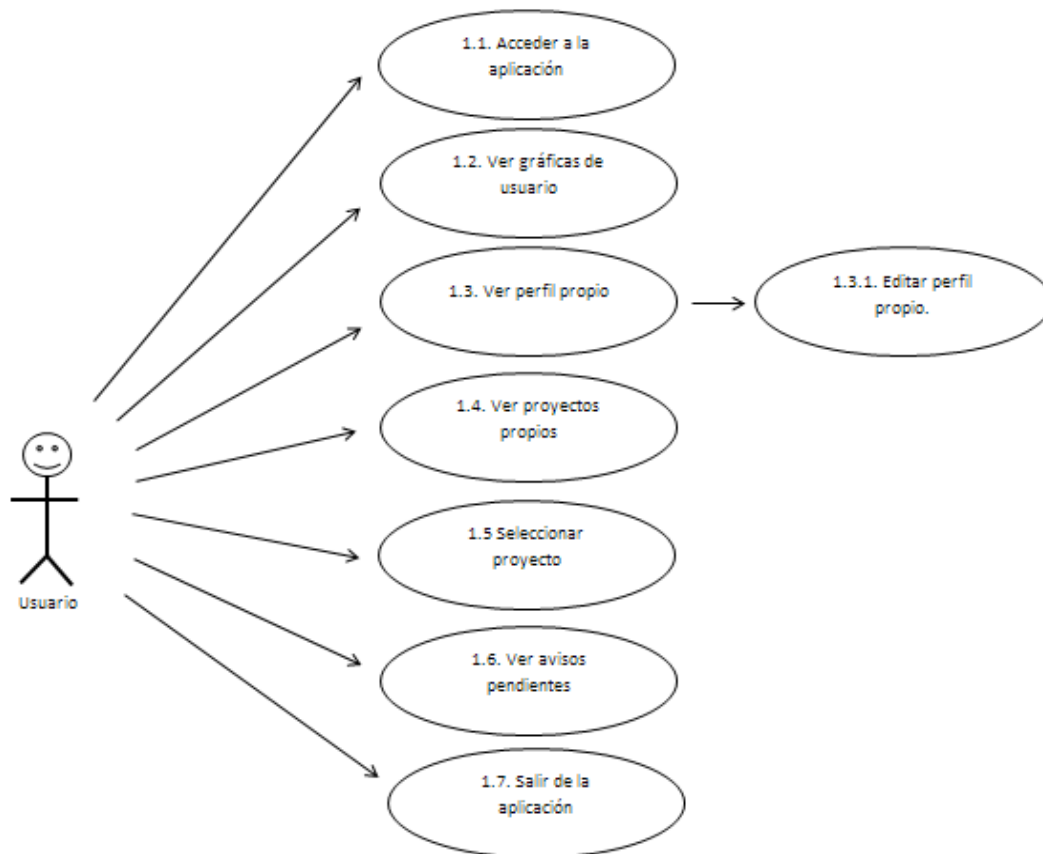 1.1. Acceder a la
aplicación
1.2. Ver gráficas de
usuario
1.3. Ver perfil propio
1.3.1. Editar perfil
propio.
1.4. Ver proyectos
propios
1.5 Seleccionar
proyecto
Usuario
1.6. Ver avisos
pendientes
1.7. Salir de la
aplicación